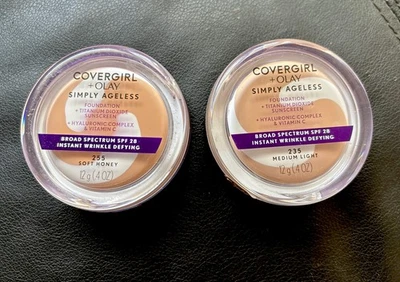 COVERGIRL
+ OLAY
SIMPLY AGELESS
FOUNDATION
+ TITANIUM DIOXIDE
SUNSCREEN
+ HYALURONIC COMPLEX
& VITAMIN C
BROAD SPECTRUM SPF 28
INSTANT WRINKLE DEFYING
255
SOFT HONEY
12 g (.4 OZ)
COVERGIRL
+ OLAY
SIMPLY AGELESS
FOUNDATION
+ TITANIUM DIOXIDE
SUNSCREEN
+ HYALURONIC COMPLEX
& VITAMIN C
BROAD SPECTRUM SPF 28
INSTANT WRINKLE DEFYING
235
MEDIUM LIGHT
12 g (.4 OZ)